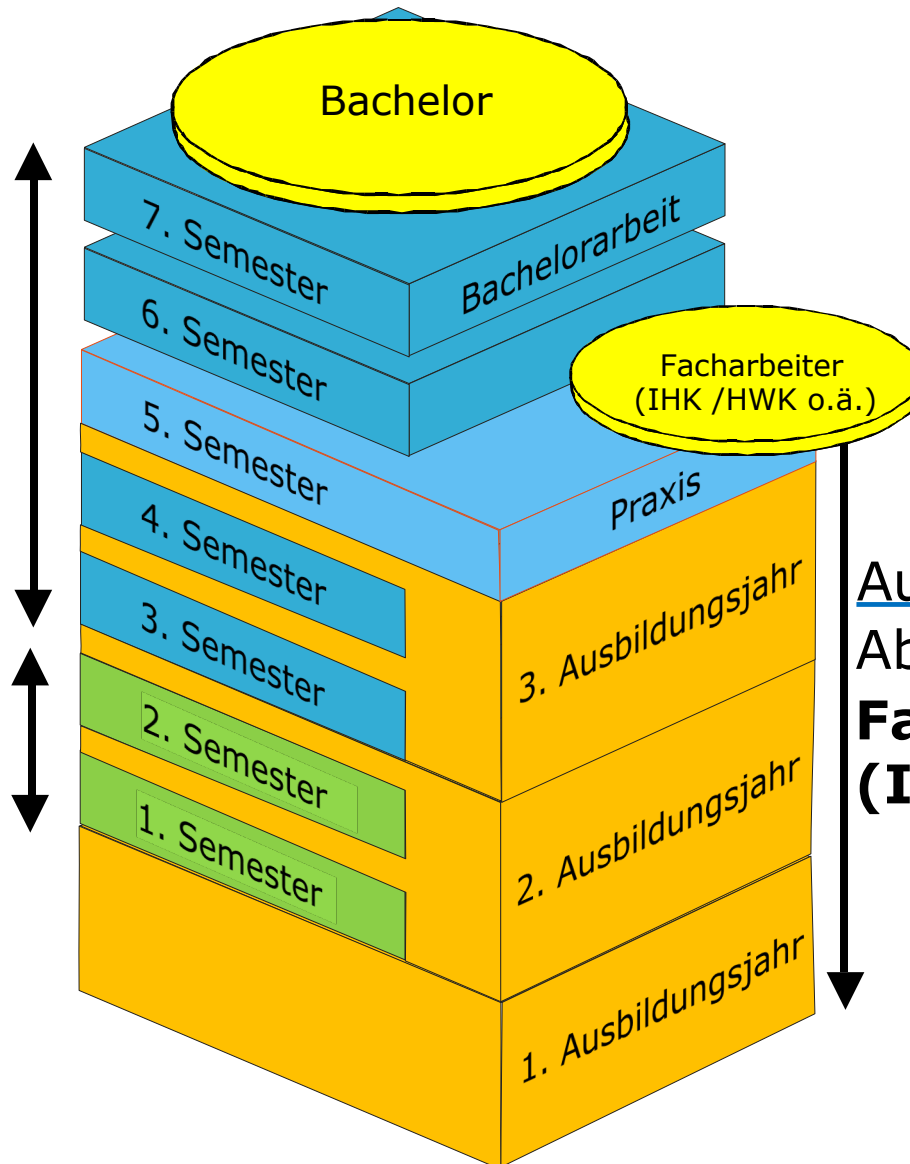 Bachelor
7. Semester
Bachelorarbeit
6. Semester
Facharbeiter
(IHK /HWK o.ä.)
5. Semester
Praxis
4. Semester
3. Semester
3. Ausbildungsjahr
2. Semester
1. Semester
2. Ausbildungsjahr
1. Ausbildungsjahr